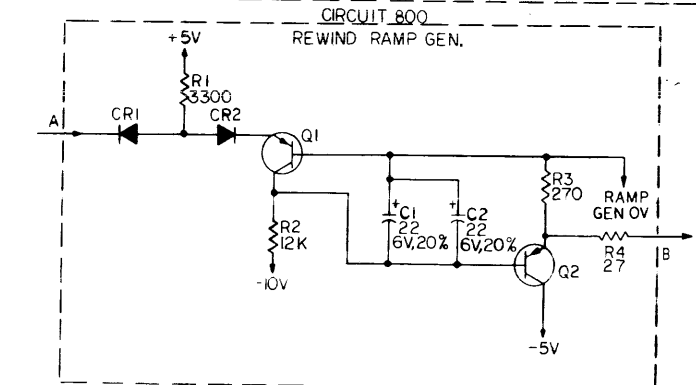 CIRCUIT 800
REWIND RAMP GEN.
+5V
R1
3300
CR1
CR2
A
Q1
R3
270
RAMP
GEN 0V
+
C1
22
6V,20%
+
C2
22
6V,20%
R2
12K
R4
27
B
Q2
-10V
-5V